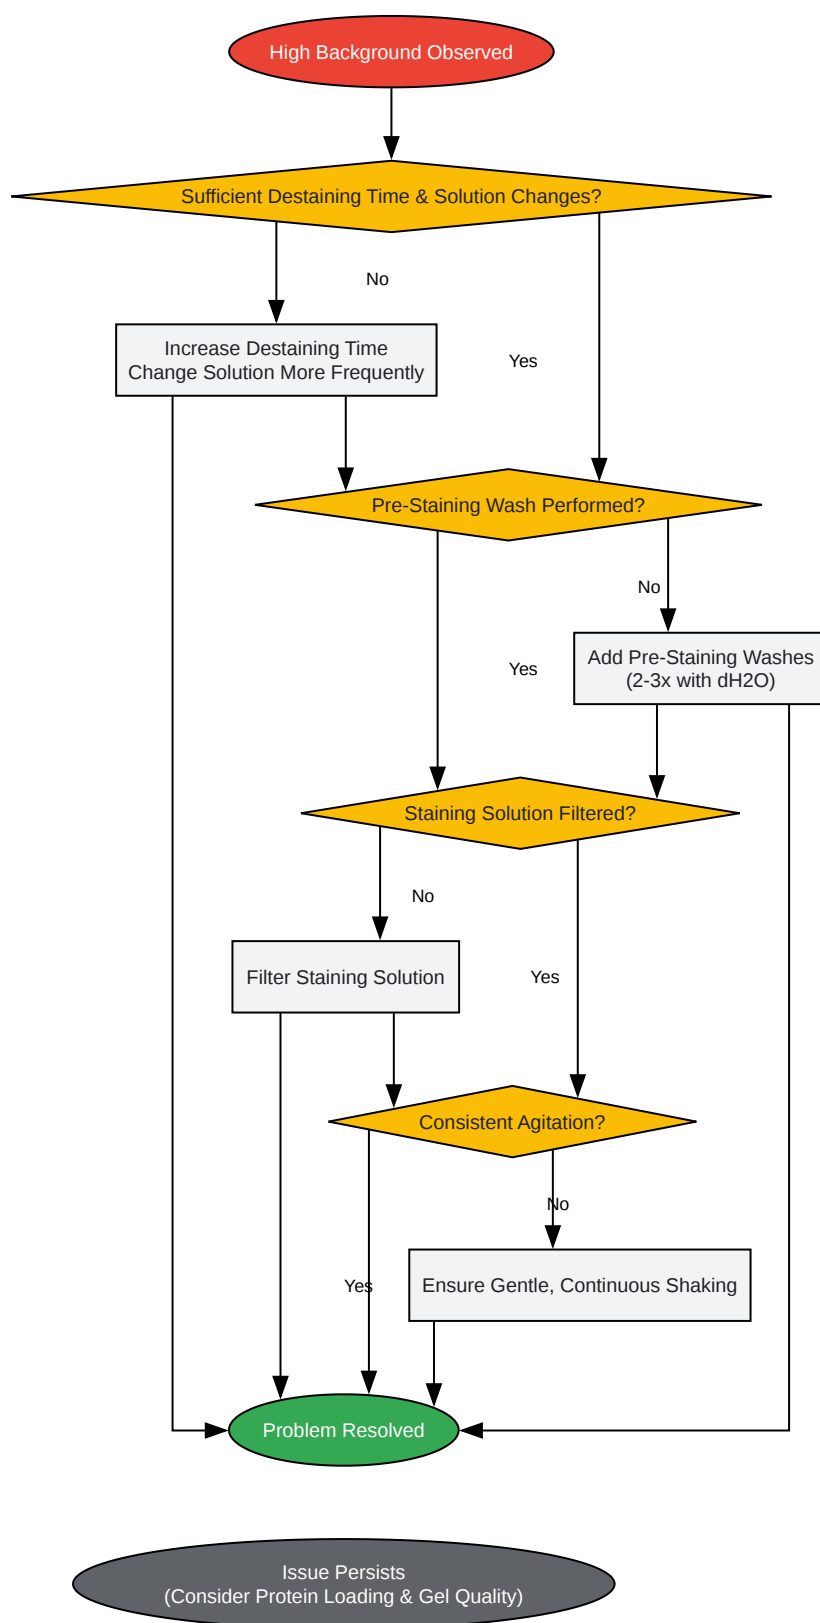 High Background Observed
Sufficient Destaining Time & Solution Changes?
No
Increase Destaining Time
Change Solution More Frequently
Yes
Pre-Staining Wash Performed?
No
Add Pre-Staining Washes
(2-3x with dH2O)
Yes
Staining Solution Filtered?
No
Filter Staining Solution
Yes
Consistent Agitation?
No
Ensure Gentle, Continuous Shaking
Yes
Problem Resolved
Issue Persists
(Consider Protein Loading & Gel Quality)